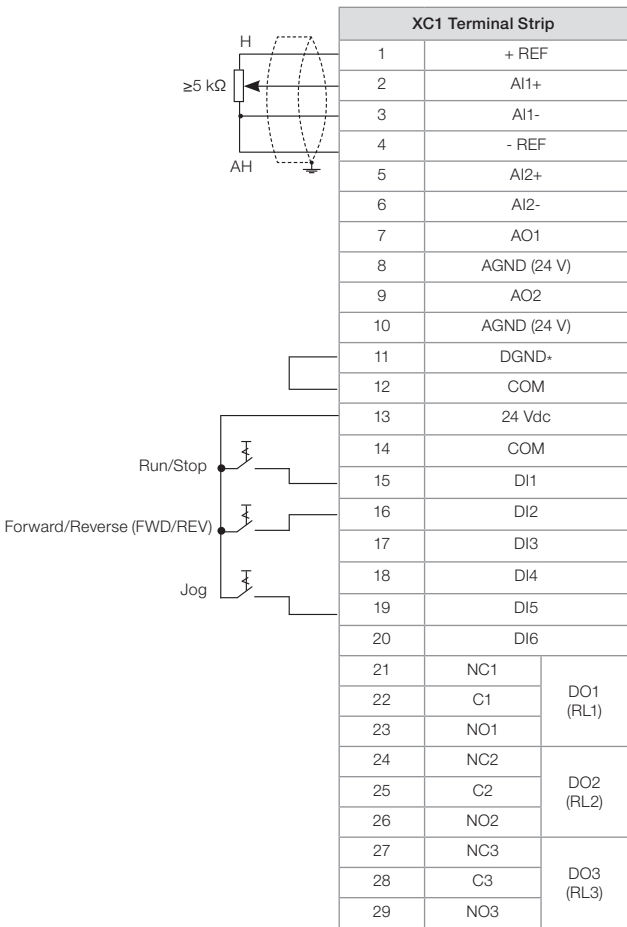 XC1 Terminal Strip
H
1 + REF
≥5 kΩ
2 AI1+
3 AI1-
4 - REF
AH
5 AI2+
6 AI2-
7 AO1
8 AGND (24 V)
9 AO2
10 AGND (24 V)
11 DGND*
12 COM
13 24 Vdc
14 COM
Run/Stop
15 DI1
16 DI2
Forward/Reverse (FWD/REV)
17 DI3
18 DI4
Jog
19 DI5
20 DI6
21 NC1
22 C1
DO1
(RL1)
23 NO1
24 NC2
25 C2
DO2
(RL2)
26 NO2
27 NC3
28 C3
DO3
(RL3)
29 NO3